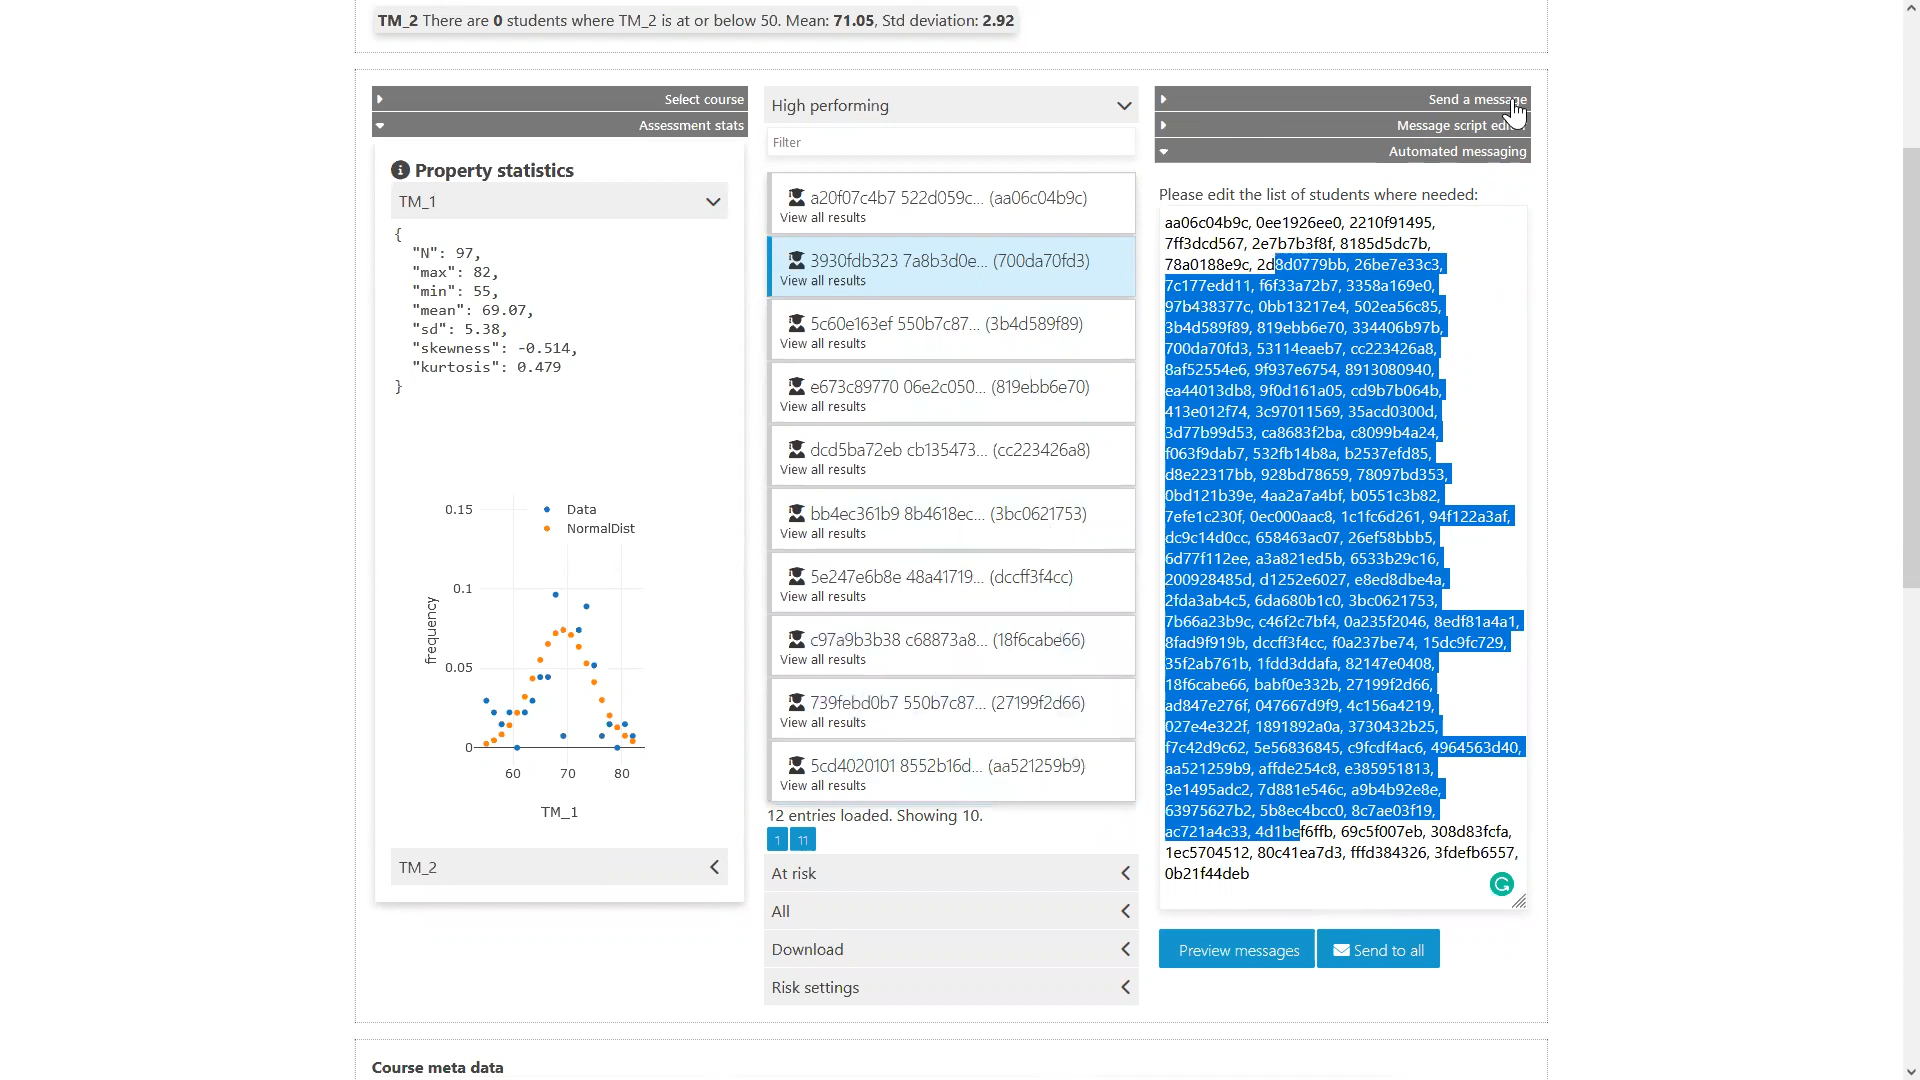 TM_2 There are 0 students where TM_2 is at or below 50. Mean: 71.05, Std deviation: 2.92
Select course
Assessment stats
Property statistics
TM_1
{
"N": 97,
"max": 82,
"min": 55,
"mean": 69.07,
"sd": 5.38,
"skewness": -0.514,
"kurtosis": 0.479
}
0.15
0.1
0.05
0
frequency
Data
NormalDist
60
70
80
TM_1
TM_2
High performing
Filter
a20f07c4b7 522d059c... (aa06c04b9c)
View all results
3930fdb323 7a8b3d0e... (700da70fd3)
View all results
5c60e163ef 550b7c87... (3b4d589f89)
View all results
e673c89770 06e2c050... (819ebb6e70)
View all results
dcd5ba72eb cb135473... (cc223426a8)
View all results
bb4ec361b9 8b4618ec... (3bc0621753)
View all results
5e247e6b8e 48a41719... (dccff3f4cc)
View all results
c97a9b3b38 c68873a8... (18f6cabe66)
View all results
739febd0b7 550b7c87... (27199f2d66)
View all results
5cd4020101 8552b16d... (aa521259b9)
View all results
12 entries loaded. Showing 10.
1
11
At risk
All
Download
Risk settings
Send a message
Message script
Automated messaging
Please edit the list of students where needed:
aa06c04b9c, 0ee1926ee0, 2210f91495,
7ff3dcd567, 2e7b7b3f8f, 8185d5dc7b,
78a0188e9c, 2d8d0779bb, 26be7e33c3,
7c177edd11, f6f33a72b7, 3358a169e0,
97b438377c, 0bb13217e4, 502ea56c85,
3b4d589f89, 819ebb6e70, 334406b97b,
700da70fd3, 53114eaeb7, cc223426a8,
8af52554e6, 9f937e6754, 8913080940,
ea44013db8, 9f0d161a05, cd9b7b064b,
413e012f74, 3c97011569, 35acd0300d,
3d77b99d53, ca8683f2ba, c8099b4a24,
f063f9dab7, 532fb14b8a, b2537efd85,
d8e22317bb, 928bd78659, 78097bd353,
0bd121b39e, 4aa2a7a4bf, b0551c3b82,
7efe1c230f, 0ec000aac8, 1c1fc6d261, 94f122a3af,
dc9c14d0cc, 658463ac07, 26ef58bbb5,
6d77f112ee, a3a821ed5b, 6533b29c16,
200928485d, d1252e6027, e8ed8dbe4a,
2fda3ab4c5, 6da680b1c0, 3bc0621753,
7b66a23b9c, c46f2c7bf4, 0a235f2046, 8edf81a4a1,
8fad9f919b, dccff3f4cc, f0a237be74, 15dc9fc729,
35f2ab761b, 1fdd3ddafa, 82147e0408,
18f6cabe66, babf0e332b, 27199f2d66,
ad847e276f, 047667d9f9, 4c156a4219,
027e4e322f, 1891892a0a, 3730432b25,
f7c42d9c62, 5e56836845, c9fcdf4ac6, 4964563d40,
aa521259b9, affde254c8, e385951813,
3e1495adc2, 7d881e546c, a9b4b92e8e,
63975627b2, 5b8ec4bcc0, 8c7ae03f19,
ac721a4c33, 4d1bef6ffb, 69c5f007eb, 308d83fcfa,
1ec5704512, 80c41ea7d3, fffd384326, 3fdefb6557,
0b21f44deb
Preview messages
Send to all
Course meta data